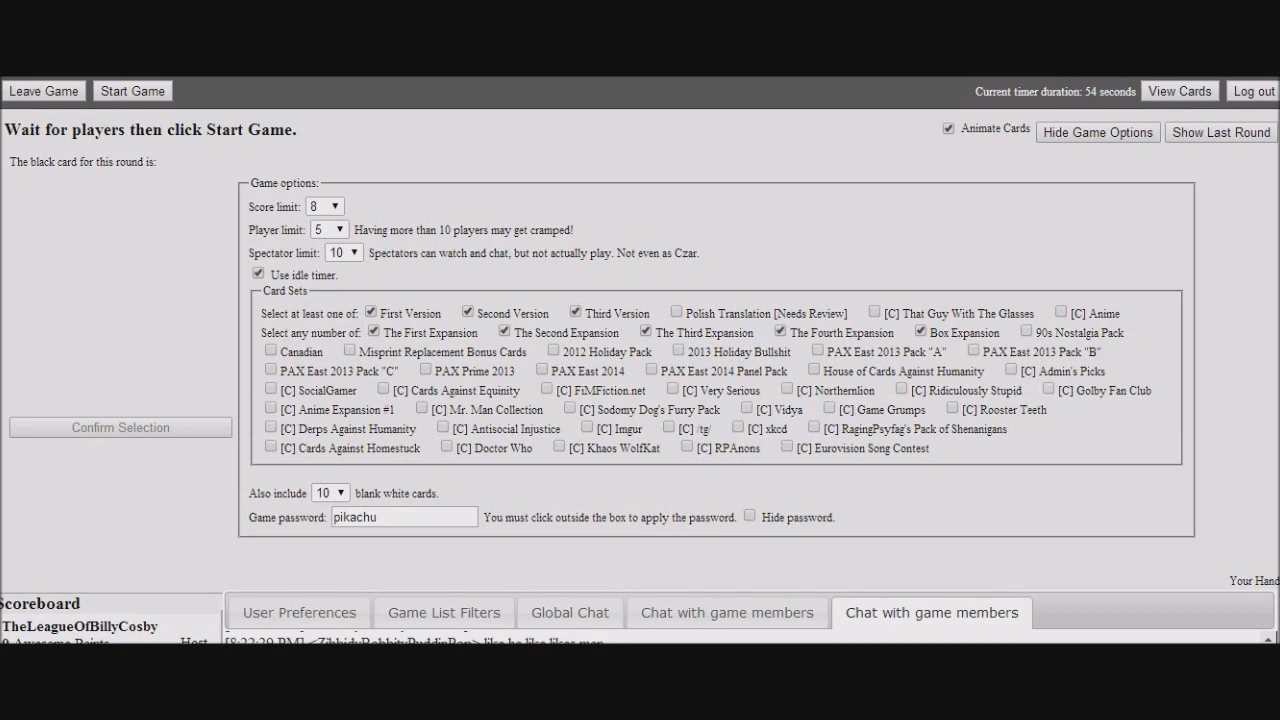 Leave Game Start Game Current timer duration: 54 seconds View Cards Log out
Wait for players then click Start Game. Animate Cards Hide Game Options Show Last Round
The black card for this round is:
Game options:
Score limit: 8
Player limit: 5 Having more than 10 players may get cramped!
Spectator limit: 10 Spectators can watch and chat, but not actually play. Not even as Czar.
Use idle timer.
Card Sets
Select at least one of: First Version Second Version Third Version Polish Translation [Needs Review] [C] That Guy With The Glasses [C] Anime
Select any number of: The First Expansion The Second Expansion The Third Expansion The Fourth Expansion Box Expansion 90s Nostalgia Pack
Canadian Misprint Replacement Bonus Cards 2012 Holiday Pack 2013 Holiday Bullshit PAX East 2013 Pack "A" PAX East 2013 Pack "B"
PAX East 2013 Pack "C" PAX Prime 2013 PAX East 2014 PAX East 2014 Panel Pack House of Cards Against Humanity [C] Admin's Picks
[C] SocialGamer [C] Cards Against Equinity [C] FiMFiction.net [C] Very Serious [C] Northernlion [C] Ridiculously Stupid [C] Golby Fan Club
[C] Anime Expansion #1 [C] Mr. Man Collection [C] Sodomy Dog's Furry Pack [C] Vidya [C] Game Grumps [C] Rooster Teeth
[C] Derps Against Humanity [C] Antisocial Injustice [C] Imgur [C] /tg/ [C] xkcd [C] RagingPsyfag's Pack of Shenanigans
[C] Cards Against Homestuck [C] Doctor Who [C] Khaos WolfKat [C] RPAnons [C] Eurovision Song Contest
Confirm Selection
Also include 10 blank white cards.
Game password: pikachu You must click outside the box to apply the password. Hide password.
Your Hand
Scoreboard User Preferences Game List Filters Global Chat Chat with game members Chat with game members
TheLeagueOfBillyCosby
0 Awesome Points Host